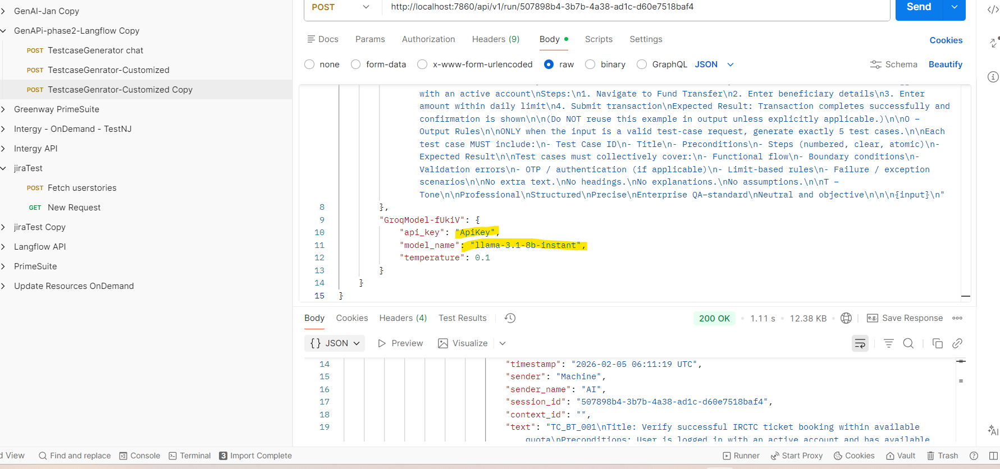 GenAI-Jan Copy
GenAPi-phase2-Langflow Copy
POST TestcaseGenerator chat
POST TestcaseGenrator-Customized
POST TestcaseGenrator-Customized Copy
Greenway PrimeSuite
Intergy - OnDemand - TestNJ
Intergy API
jiraTest
POST Fetch userstories
GET New Request
jiraTest Copy
Langflow API
PrimeSuite
Update Resources OnDemand
POST http://localhost:7860/api/v1/run/507898b4-3b7b-4a38-ad1c-d60e7518baf4 Send
Docs Params Authorization Headers (9) Body Scripts Settings Cookies
none form-data x-www-form-urlencoded raw binary GraphQL JSON Schema Beautify
with an active account\nSteps:\n1. Navigate to Fund Transfer\n2. Enter beneficiary details\n3. Enter
amount within daily limit\n4. Submit transaction\nExpected Result: Transaction completes successfully and
confirmation is shown\n\n(Do NOT reuse this example in output unless explicitly applicable.)\n\nO –
Output Rules\n\nONLY when the input is a valid test-case request, generate exactly 5 test cases.\n\nEach
test case MUST include:\n- Test Case ID\n- Title\n- Preconditions\n- Steps (numbered, clear, atomic)\n-
Expected Result\n\nTest cases must collectively cover:\n- Functional flow\n- Boundary conditions\n-
Validation errors\n- OTP / authentication (if applicable)\n- Limit-based rules\n- Failure / exception
scenarios\n\nNo extra text.\nNo headings.\nNo explanations.\nNo assumptions.\n\nT –
Tone\n\nProfessional\nStructured\nPrecise\nEnterprise QA-standard\nNeutral and objective\n\n\n{input}\n"
8 },
9 "GroqModel-fUkiV": {
10 "api_key": "ApiKey",
11 "model_name": "llama-3.1-8b-instant",
12 "temperature": 0.1
13 }
14 }
15 }
Body Cookies Headers (4) Test Results 200 OK 1.11 s 12.38 KB Save Response
{} JSON Preview Visualize
14 "timestamp": "2026-02-05 06:11:19 UTC",
15 "sender": "Machine",
16 "sender_name": "AI",
17 "session_id": "507898b4-3b7b-4a38-ad1c-d60e7518baf4",
18 "context_id": "",
19 "text": "TC_BT_001\nTitle: Verify successful IRCTC ticket booking within available
quota\nPreconditions: User is logged in with an active account and has available
AI
d View Find and replace Console Terminal 3 Import Complete Runner Start Proxy Cookies Vault Trash